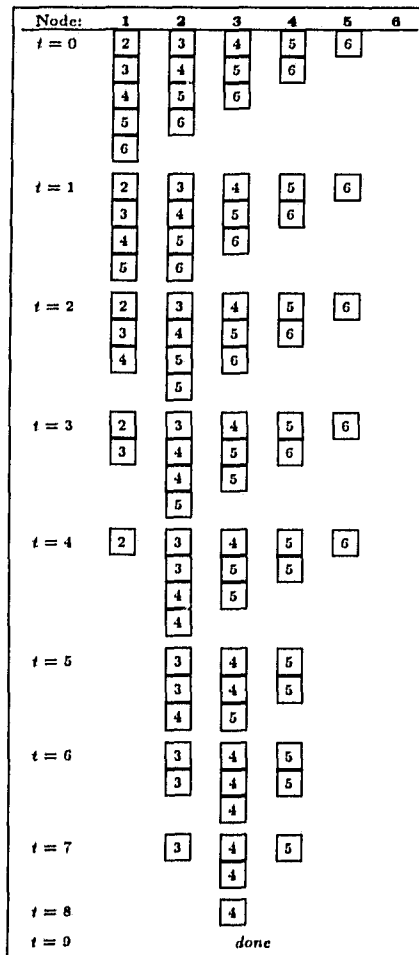 Node: 1 2 3 4 5 6
t = 0 2 3 4 5 6
3 4 5 6
4 5 6
5 6
6
t = 1 2 3 4 5 6
3 4 5 6
4 5 6
5 6
t = 2 2 3 4 5 6
3 4 5 6
4 5 6
5
t = 3 2 3 4 5 6
3 4 5 6
4 5
5
t = 4 2 3 4 5 6
3 5 5
4 5
4
t = 5 3 4 5
3 4 5
4 5
t = 6 3 4 5
3 4 5
4
t = 7 3 4 5
4
t = 8 4
t = 9 done